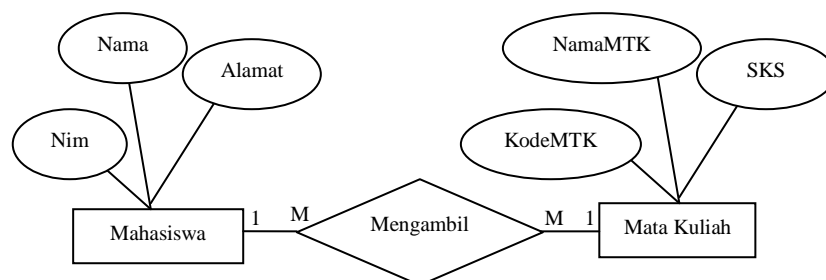 Nama
NamaMTK
Alamat
SKS
Nim
KodeMTK
Mahasiswa
1
M
Mengambil
M
1
Mata Kuliah